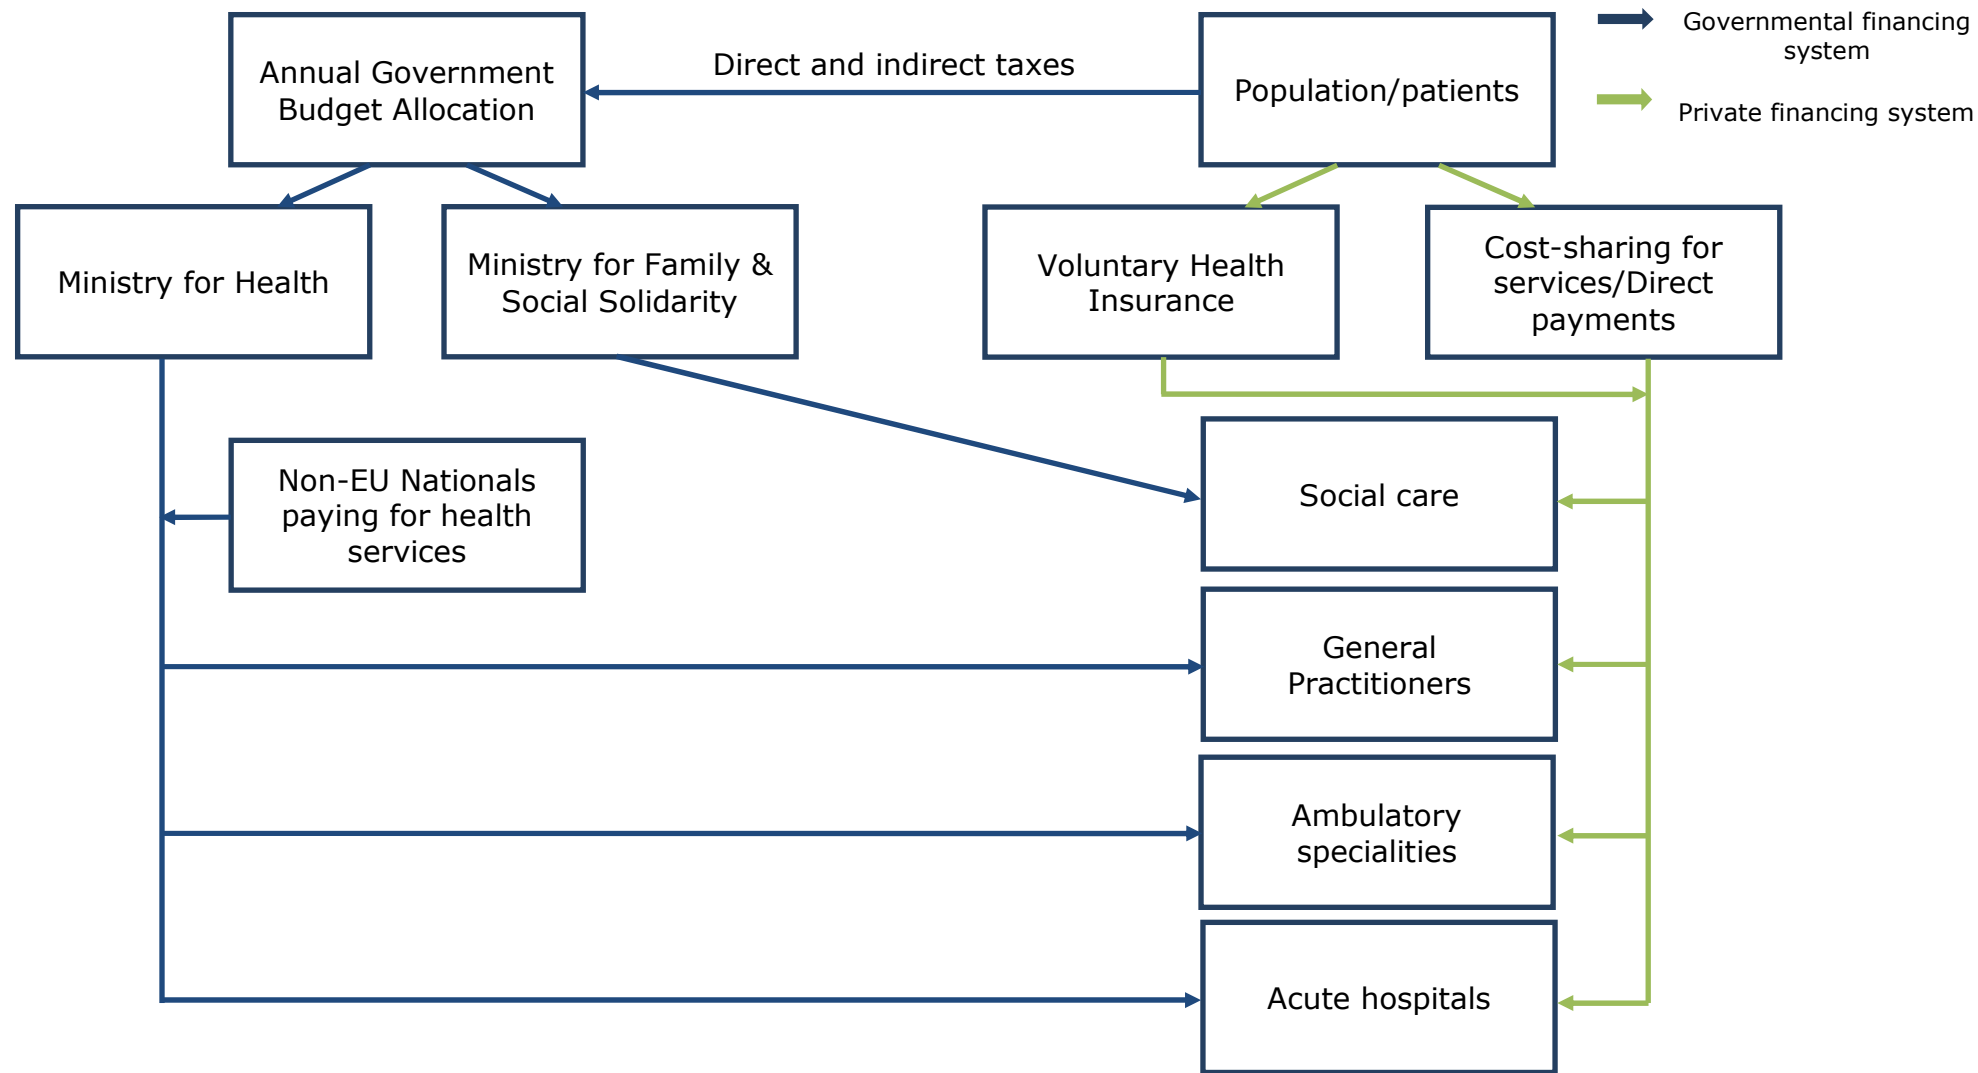 Annual Government
Budget Allocation
Direct and indirect taxes
Population/patients
Governmental financing
system
Private financing system
Ministry for Health
Ministry for Family &
Social Solidarity
Voluntary Health
Insurance
Cost-sharing for
services/Direct
payments
Non-EU Nationals
paying for health
services
Social care
General
Practitioners
Ambulatory
specialities
Acute hospitals